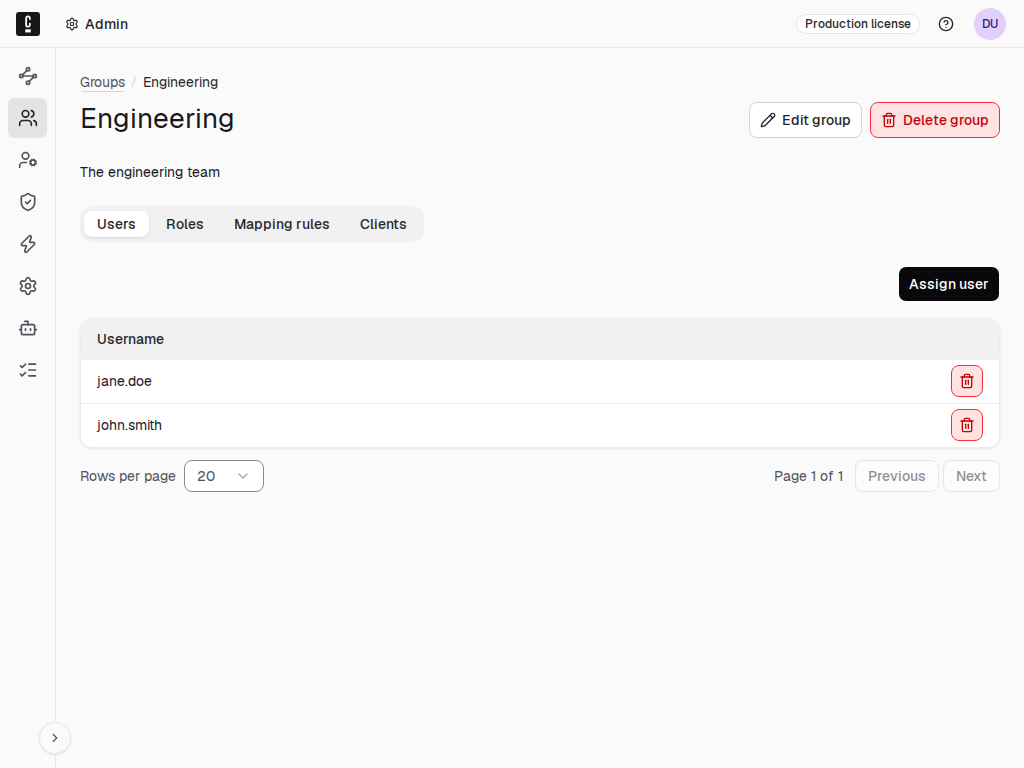 Admin
Production license
DU
Groups / Engineering
Engineering
Edit group
Delete group
The engineering team
Users
Roles
Mapping rules
Clients
Assign user
Username
jane.doe
john.smith
Rows per page
20
Page 1 of 1
Previous
Next